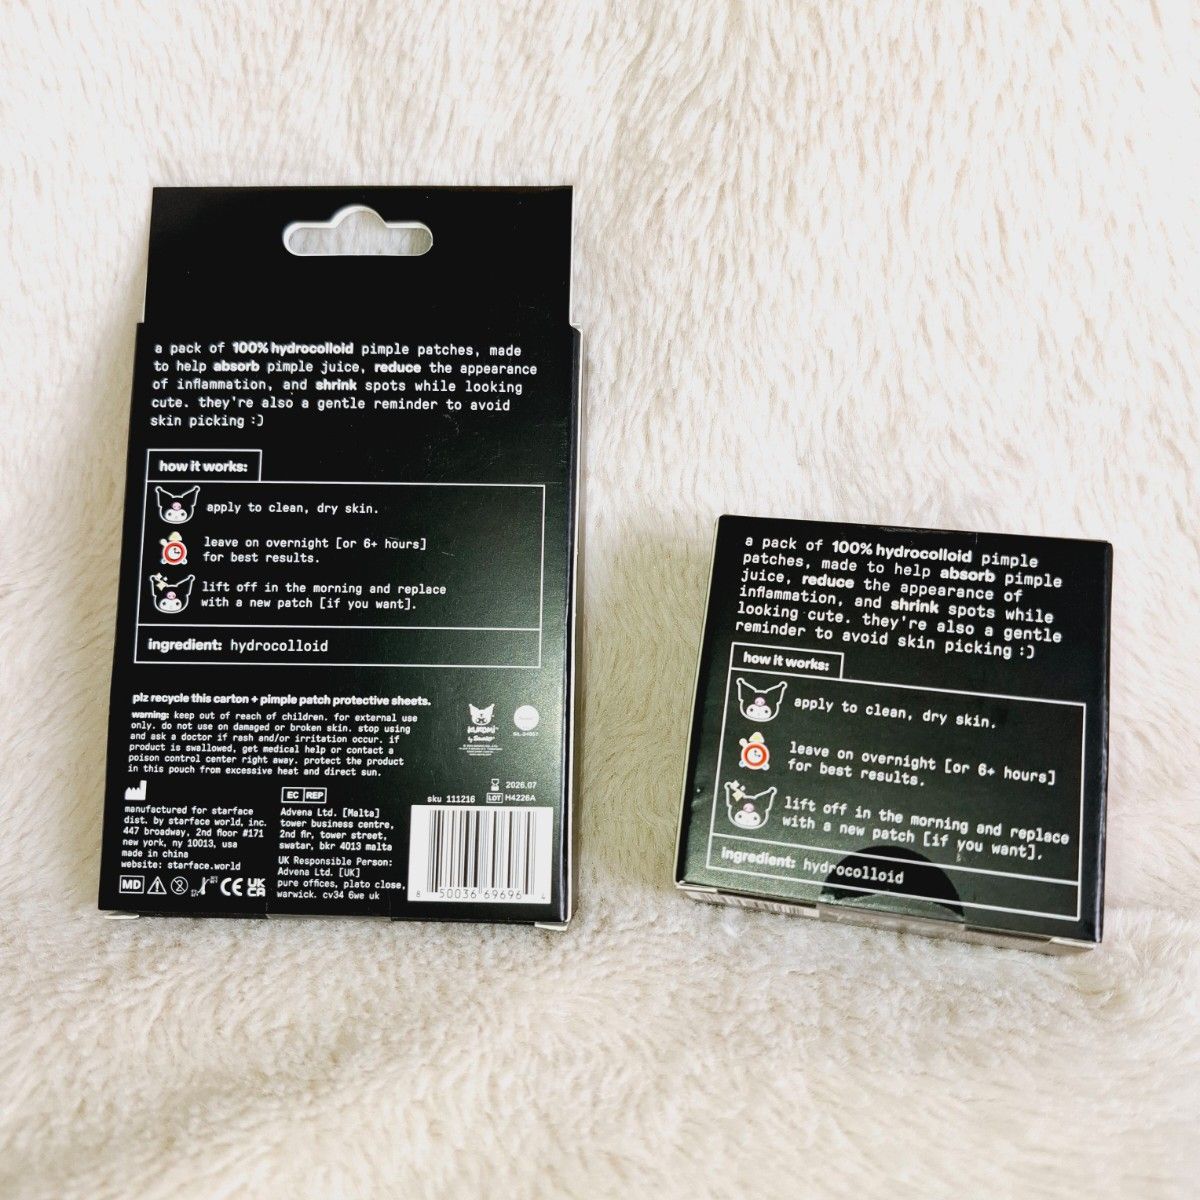 a pack of 100% hydrocolloid pimple patches, made
to help absorb pimple juice, reduce the appearance
of inflammation, and shrink spots while looking
cute. they're also a gentle reminder to avoid
skin picking :)
how it works:
apply to clean, dry skin.
leave on overnight [or 6+ hours]
for best results.
lift off in the morning and replace
with a new patch [if you want].
ingredient: hydrocolloid
plz recycle this carton + pimple patch protective sheets.
warning: keep out of reach of children. for external use
only. do not use on damaged or broken skin. stop using
and ask a doctor if rash and/or irritation occur. if
product is swallowed, get medical help or contact a
poison control center right away. protect the product
in this pouch from excessive heat and direct sun.
KUROMI
by Sanrio
manufactured for starface
dist. by starface world, inc.
447 broadway, 2nd floor #171
new york, ny 10013, usa
made in china
website: starface.world
MD
CE
UK
CA
EC REP
Advena Ltd. [Malta]
tower business centre,
2nd flr, tower street,
swatar, bkr 4013 malta
UK Responsible Person:
Advena Ltd. [UK]
pure offices, plato close,
warwick. cv34 6we uk
2026.07
sku 111216
LOT H4226A
8 50036 69696 4
a pack of 100% hydrocolloid pimple
patches, made to help absorb pimple
juice, reduce the appearance of
inflammation, and shrink spots while
looking cute. they're also a gentle
reminder to avoid skin picking :)
how it works:
apply to clean, dry skin.
leave on overnight [or 6+ hours]
for best results.
lift off in the morning and replace
with a new patch [if you want].
ingredient: hydrocolloid